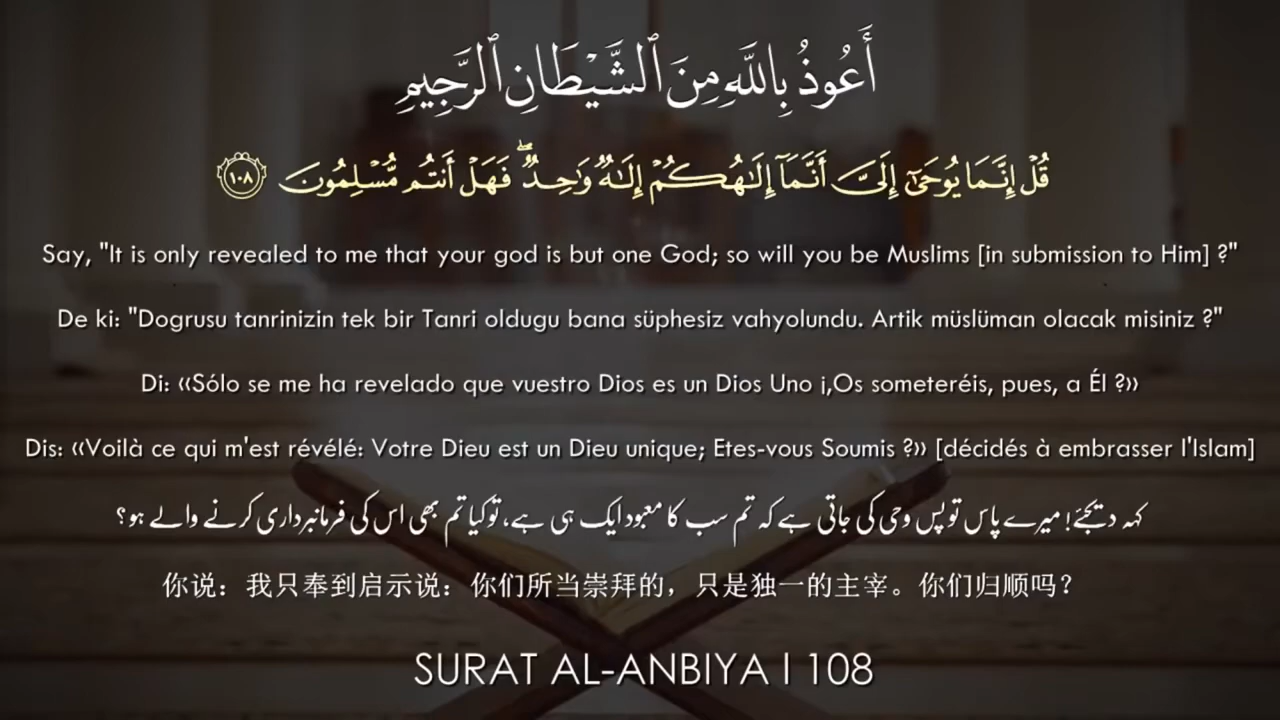 أَعُوذُ بِاللَّهِ مِنَ ٱلشَّيْطَانِ ٱلرَّجِيمِ
قُلْ إِنَّمَا يُوحَىٰٓ إِلَىَّ أَنَّمَآ إِلَـٰهُكُمْ إِلَـٰهٌ وَٰحِدٌ ۖ فَهَلْ أَنتُم مُّسْلِمُونَ ١٠٨
Say, "It is only revealed to me that your god is but one God; so will you be Muslims [in submission to Him] ?"
De ki: "Dogrusu tanrinizin tek bir Tanri oldugu bana süphesiz vahyolundu. Artik müslüman olacak misiniz ?"
Di: «Sólo se me ha revelado que vuestro Dios es un Dios Uno ¡,Os someteréis, pues, a Él ?»
Dis: «Voilà ce qui m'est révélé: Votre Dieu est un Dieu unique; Etes-vous Soumis ?» [décidés à embrasser l'Islam]
کہہ دیجئے! میرے پاس تو پس وحی کی جاتی ہے کہ تم سب کا معبود ایک ہی ہے، تو کیا تم بھی اس کی فرمانبرداری کرنے والے ہو؟
你说：我只奉到启示说：你们所当崇拜的，只是独一的主宰。你们归顺吗？
SURAT AL-ANBIYA I 108